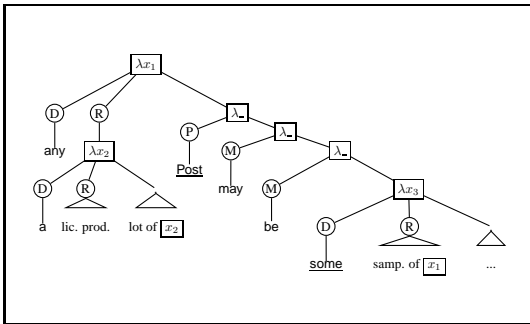 λx₁
D R λ_
P λ_
any λx₂ M λ_
Post
may
D R M λx₃
a lic. prod. lot of x₂ be D R
some samp. of x₁ ...